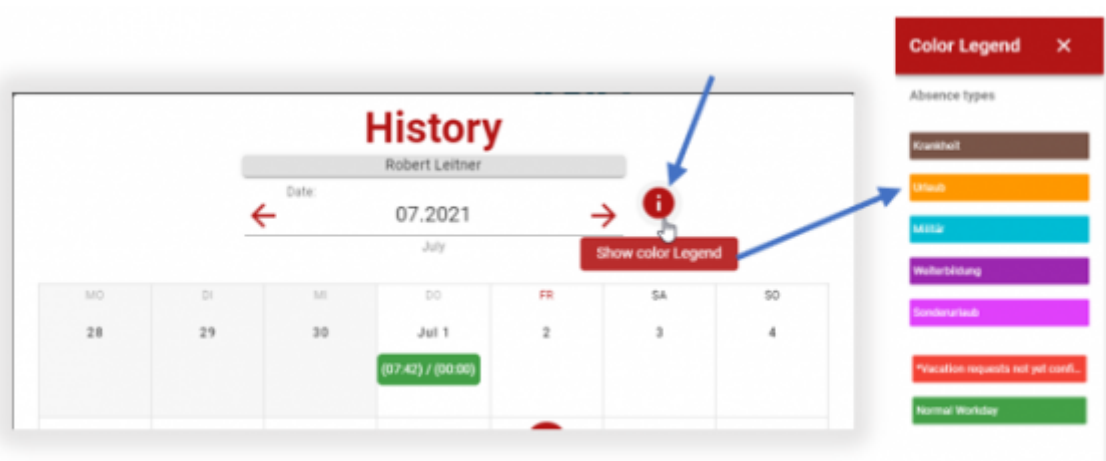 Color Legend ×
Absence types
Krankheit
Urlaub
Militär
Weiterbildung
Sonderurlaub
*Vacation requests not yet confi...
Normal Workday
History
Robert Leitner
Date:
07.2021
July
Show color Legend
MO DI MI DO FR SA SO
28 29 30 Jul 1 2 3 4
(07:42) / (00:00)